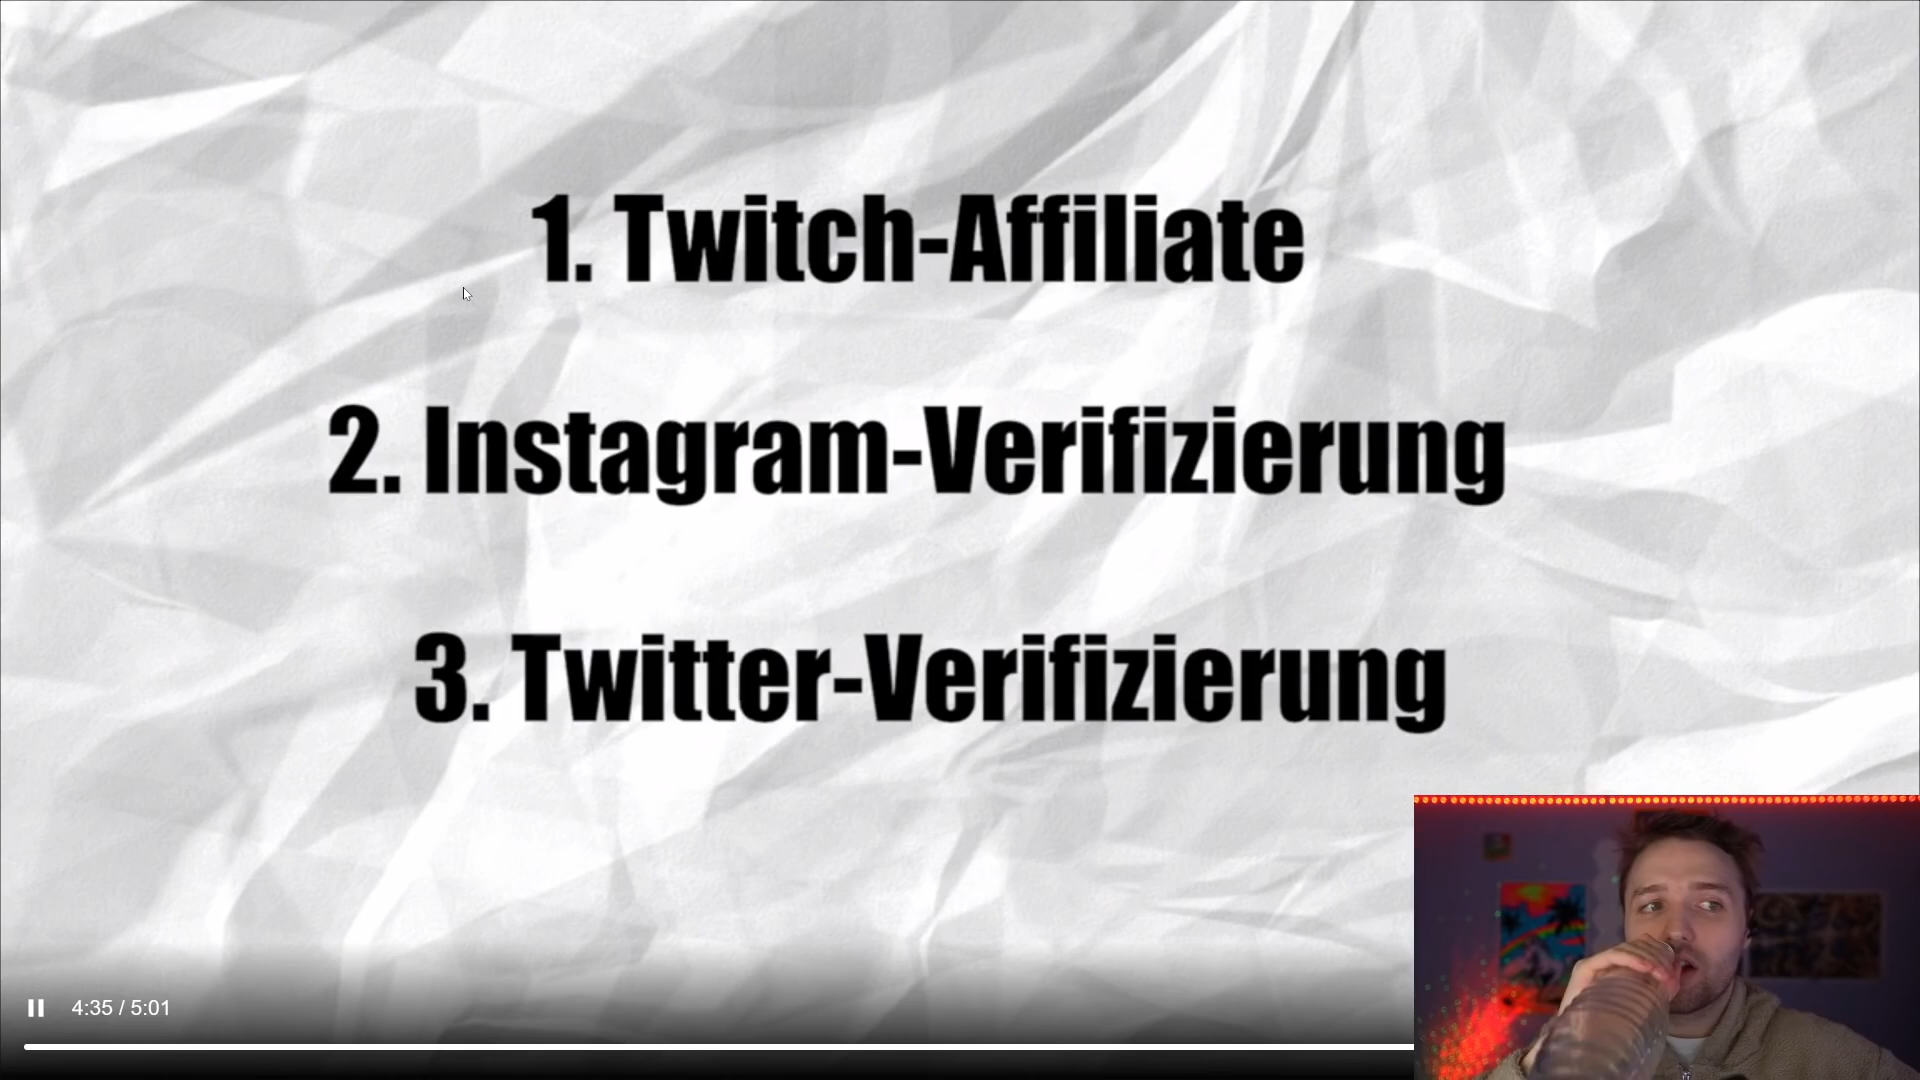 1. Twitch-Affiliate
2. Instagram-Verifizierung
3. Twitter-Verifizierung
4:35 / 5:01